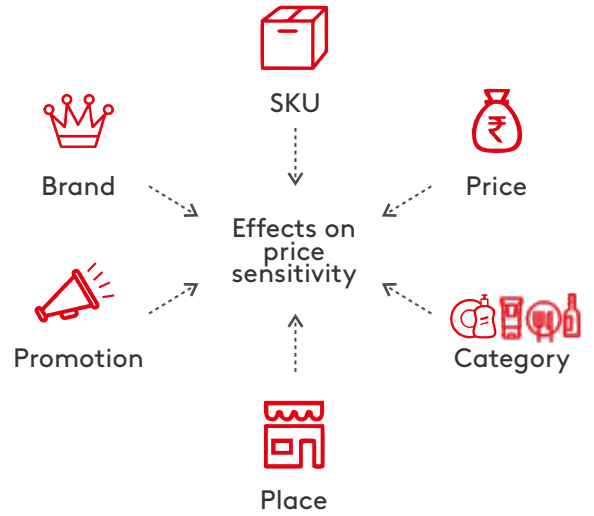 SKU
Brand
Price
₹
Effects on
price
sensitivity
Promotion
Category
Place